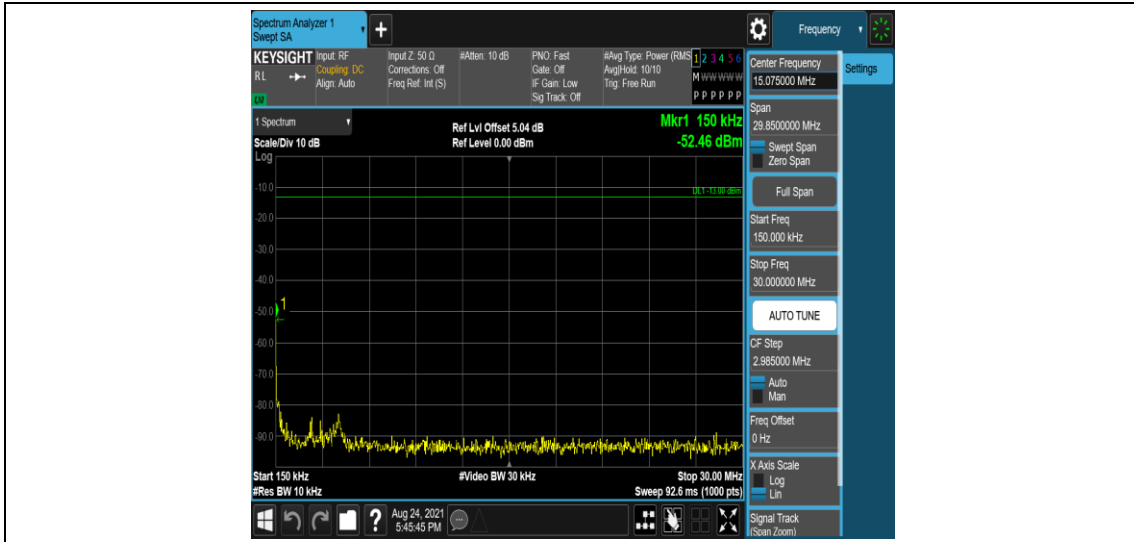 Spectrum Analyzer 1
Swept SA
Frequency
KEYSIGHT
RL
Input: RF
Coupling: DC
Align: Auto
Input Z: 50 Ω
Corrections: Off
Freq Ref: Int (S)
#Atten: 10 dB
PNO: Fast
Gate: Off
IF Gain: Low
Sig Track: Off
#Avg Type: Power (RMS
Avg|Hold: 10/10
Trig: Free Run
1 2 3 4 5 6
M W W W W W
P P P P P P
1 Spectrum
Scale/Div 10 dB
Log
Ref Lvl Offset 5.04 dB
Ref Level 0.00 dBm
Mkr1 150 kHz
-52.46 dBm
DL1 -13.00 dBm
-10.0
-20.0
-30.0
-40.0
-50.0
1
-60.0
-70.0
-80.0
-90.0
Start 150 kHz
#Res BW 10 kHz
#Video BW 30 kHz
Stop 30.00 MHz
Sweep 92.6 ms (1000 pts)
Center Frequency
15.075000 MHz
Settings
Span
29.8500000 MHz
Swept Span
Zero Span
Full Span
Start Freq
150.000 kHz
Stop Freq
30.000000 MHz
AUTO TUNE
CF Step
2.985000 MHz
Auto
Man
Freq Offset
0 Hz
X Axis Scale
Log
Lin
Signal Track
(Span Zoom)
?
Aug 24, 2021
5:45:45 PM